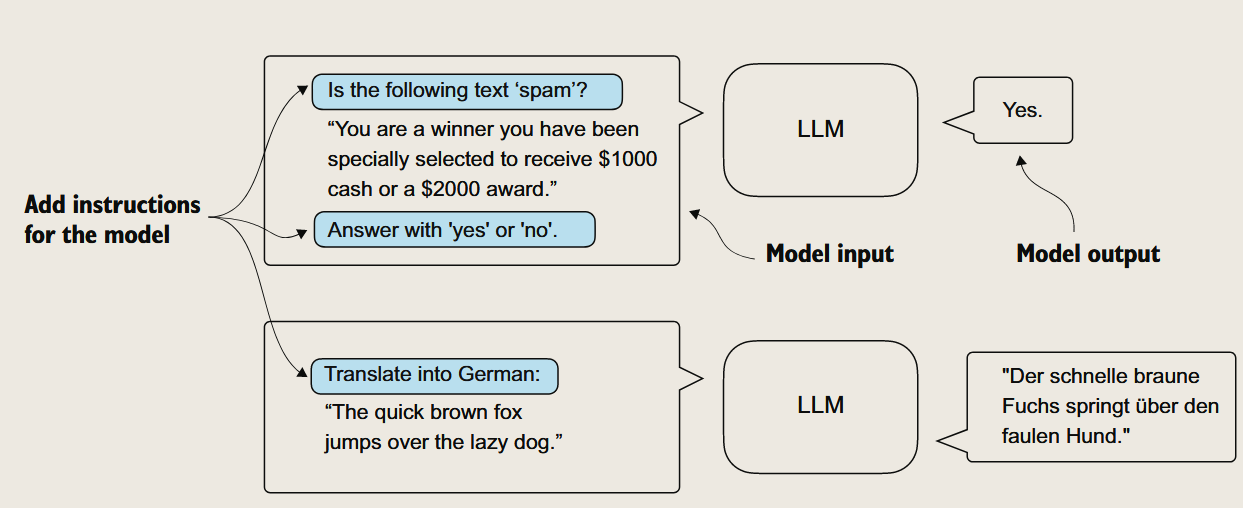 Add instructions
for the model
Is the following text ‘spam’?
“You are a winner you have been
specially selected to receive $1000
cash or a $2000 award.”
Answer with 'yes' or 'no'.
LLM
Yes.
Model input
Model output
Translate into German:
“The quick brown fox
jumps over the lazy dog.”
LLM
"Der schnelle braune
Fuchs springt über den
faulen Hund."